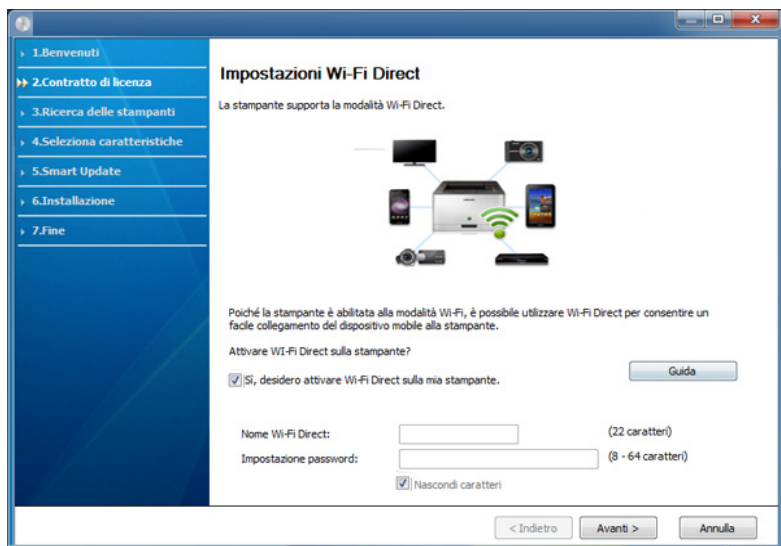 1.Benvenuti
2.Contratto di licenza
3.Ricerca delle stampanti
4.Seleziona caratteristiche
5.Smart Update
6.Installazione
7.Fine
Impostazioni Wi-Fi Direct
La stampante supporta la modalità Wi-Fi Direct.
Poiché la stampante è abilitata alla modalità Wi-Fi, è possibile utilizzare Wi-Fi Direct per consentire un
facile collegamento del dispositivo mobile alla stampante.
Attivare WI-Fi Direct sulla stampante?
Sì, desidero attivare Wi-Fi Direct sulla mia stampante.
Guida
Nome Wi-Fi Direct: (22 caratteri)
Impostazione password: (8 - 64 caratteri)
Nascondi caratteri
< Indietro Avanti > Annulla